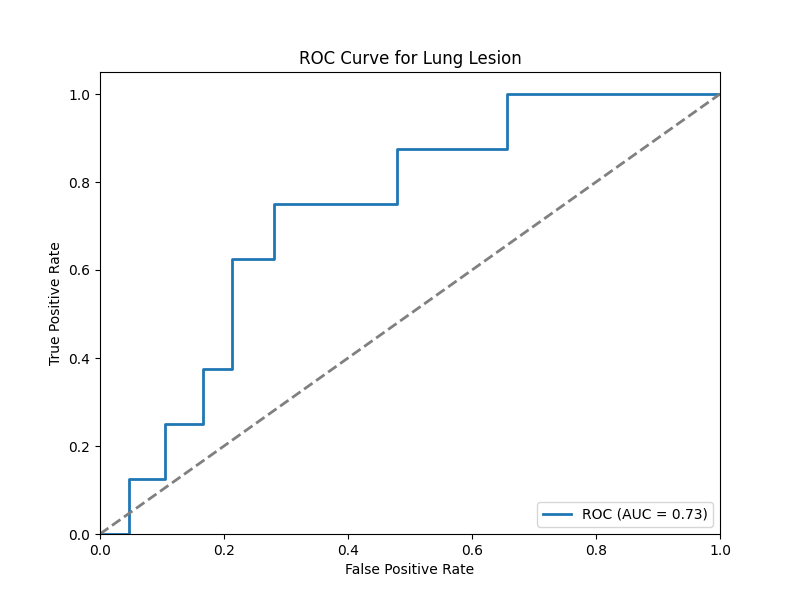 ROC Curve for Lung Lesion
True Positive Rate
1.0
0.8
0.6
0.4
0.2
0.0
0.0 0.2 0.4 0.6 0.8 1.0
False Positive Rate
ROC (AUC = 0.73)